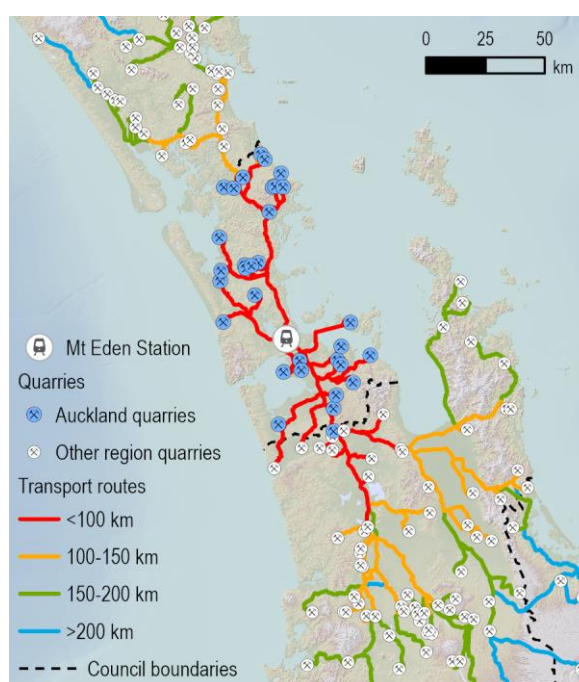 0 25 50
km
Mt Eden Station
Quarries
Auckland quarries
Other region quarries
Transport routes
<100 km
100-150 km
150-200 km
>200 km
Council boundaries